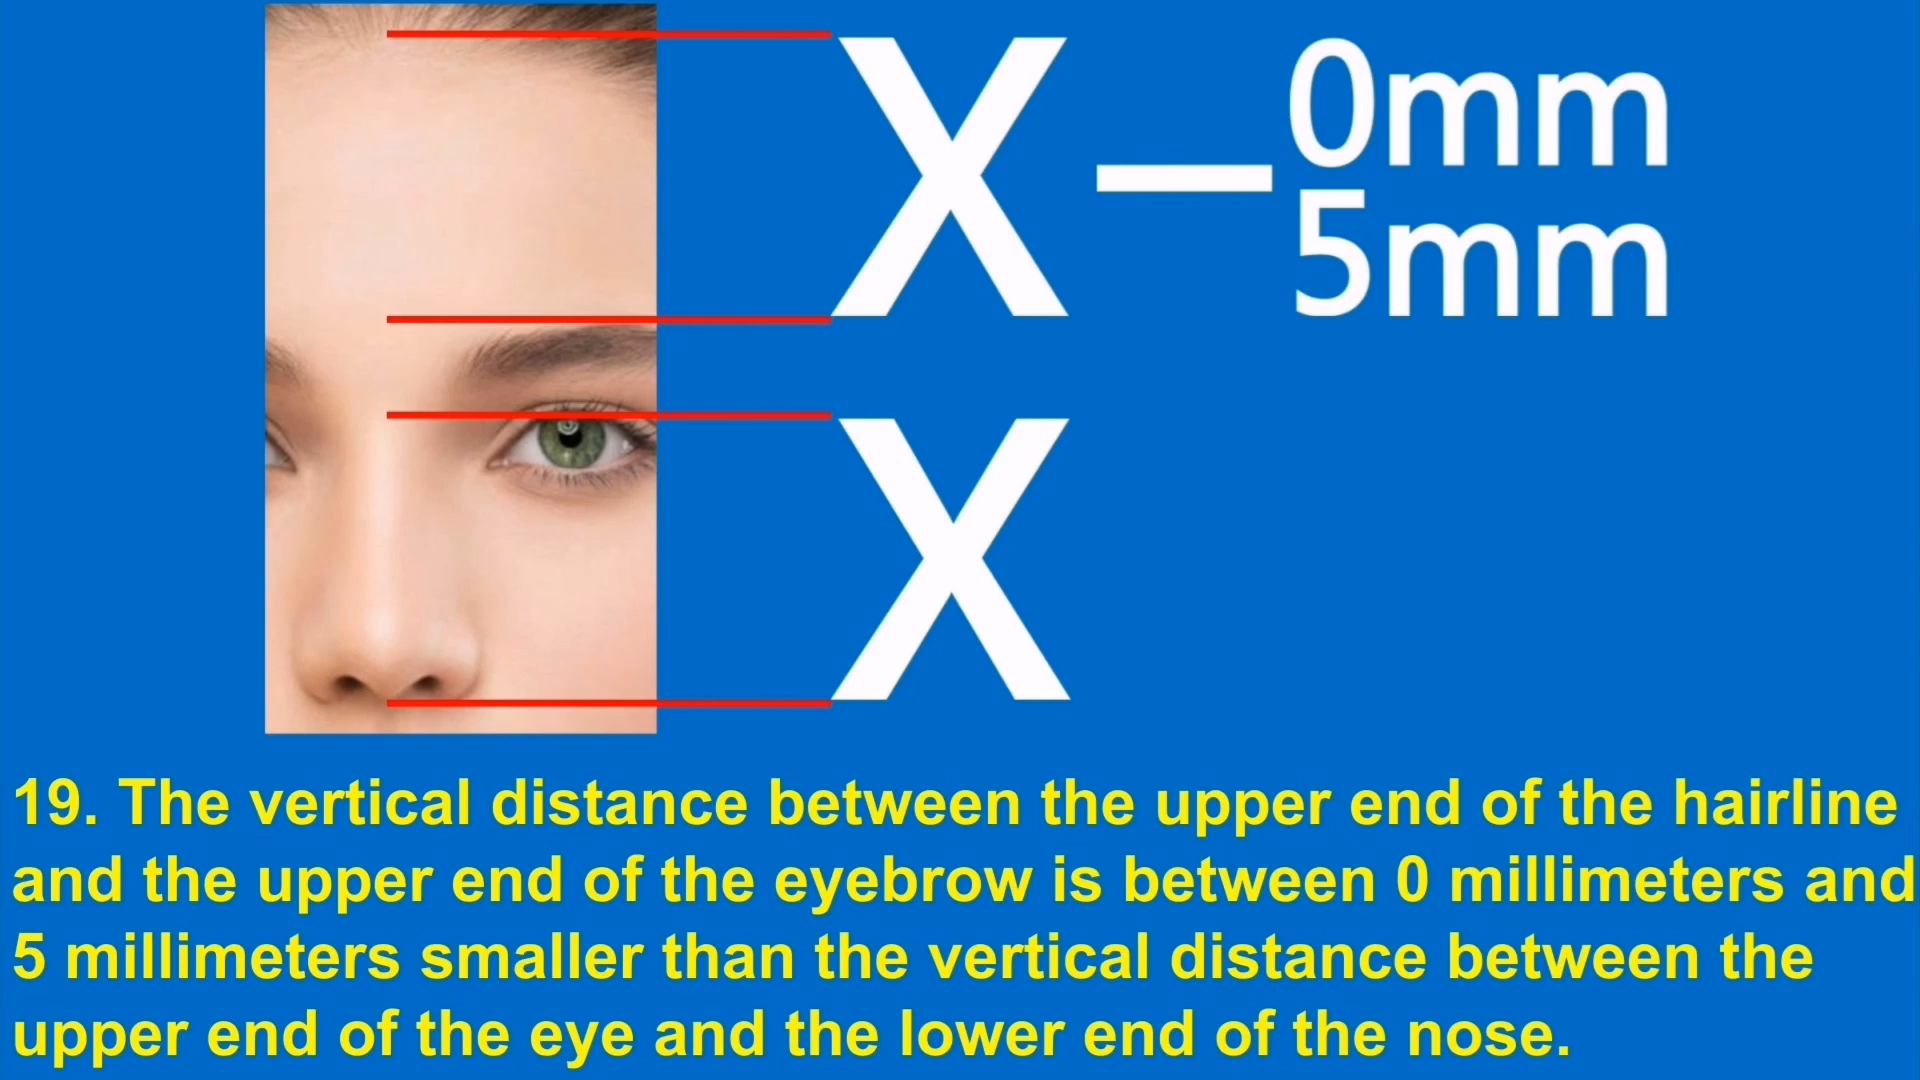 X
— 0mm
5mm
X
19. The vertical distance between the upper end of the hairline
and the upper end of the eyebrow is between 0 millimeters and
5 millimeters smaller than the vertical distance between the
upper end of the eye and the lower end of the nose.